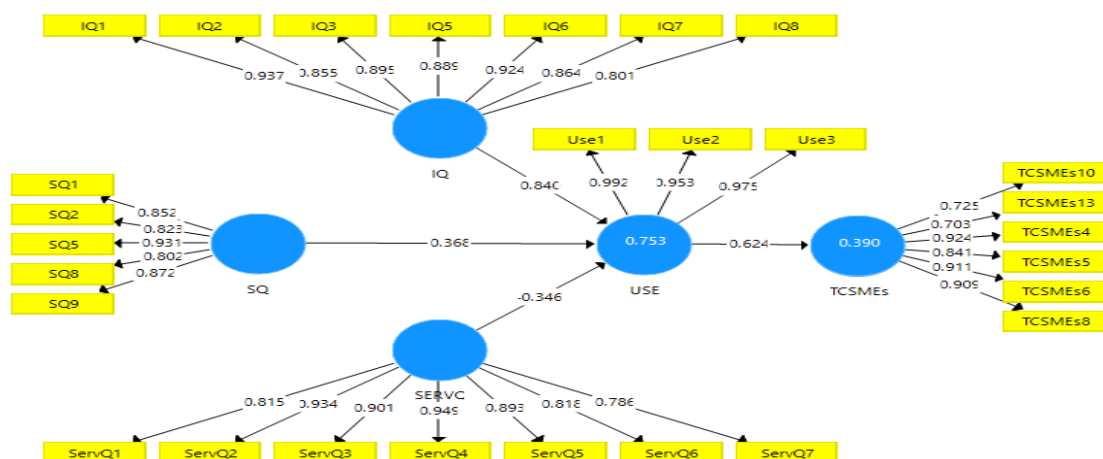 IQ1 IQ2 IQ3 IQ5 IQ6 IQ7 IQ8
0.937 0.855 0.895 0.889 0.924 0.864 0.801
IQ
Use1 Use2 Use3
0.992 0.953 0.975
0.840
SQ1
SQ2
SQ5
SQ8
SQ9
0.852
0.823
0.931
0.802
0.872
SQ
0.368
0.753
USE
0.624
0.390
TCSMEs
TCSMEs10
TCSMEs13
TCSMEs4
TCSMEs5
TCSMEs6
TCSMEs8
0.725
0.703
0.924
0.841
0.911
0.909
-0.346
SERVQ
0.815 0.934 0.901 0.949 0.893 0.818 0.786
ServQ1 ServQ2 ServQ3 ServQ4 ServQ5 ServQ6 ServQ7